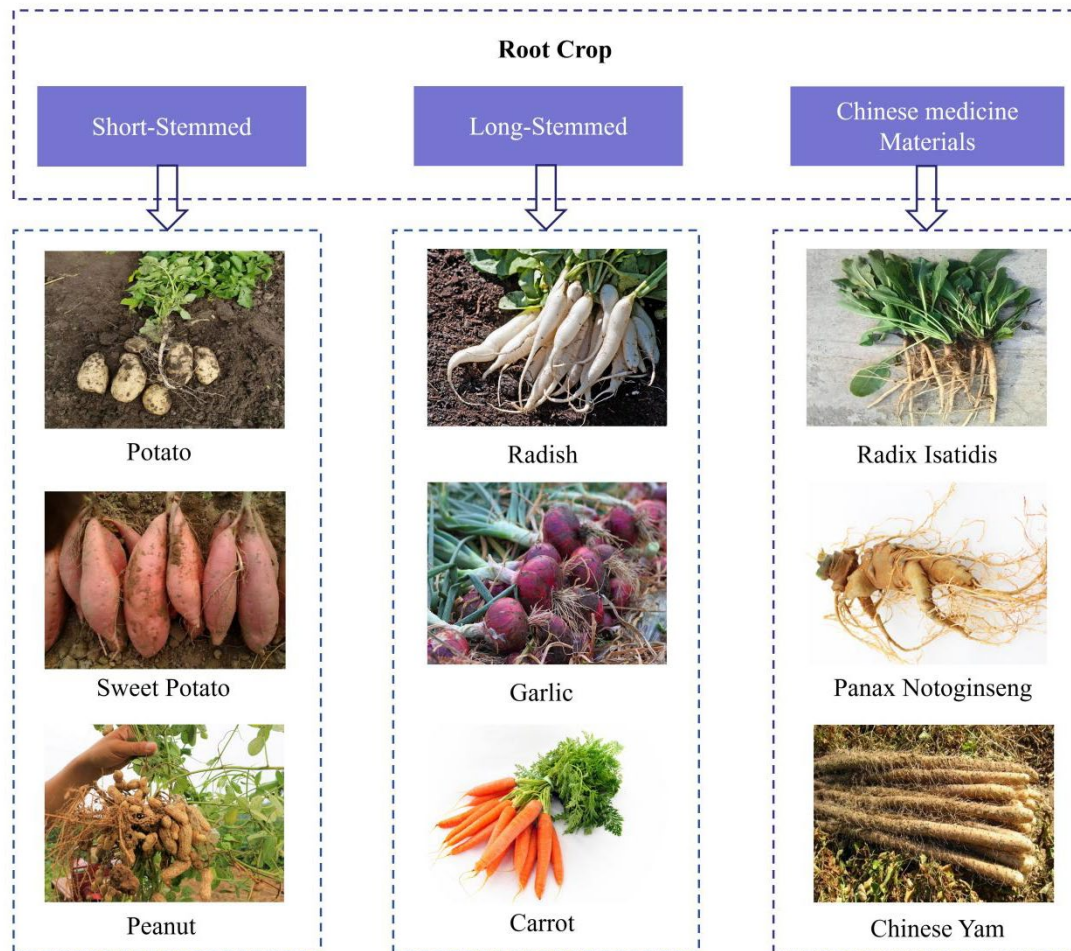 Root Crop
Short-Stemmed
Long-Stemmed
Chinese medicine
Materials
Potato
Radish
Radix Isatidis
Sweet Potato
Garlic
Panax Notoginseng
Peanut
Carrot
Chinese Yam